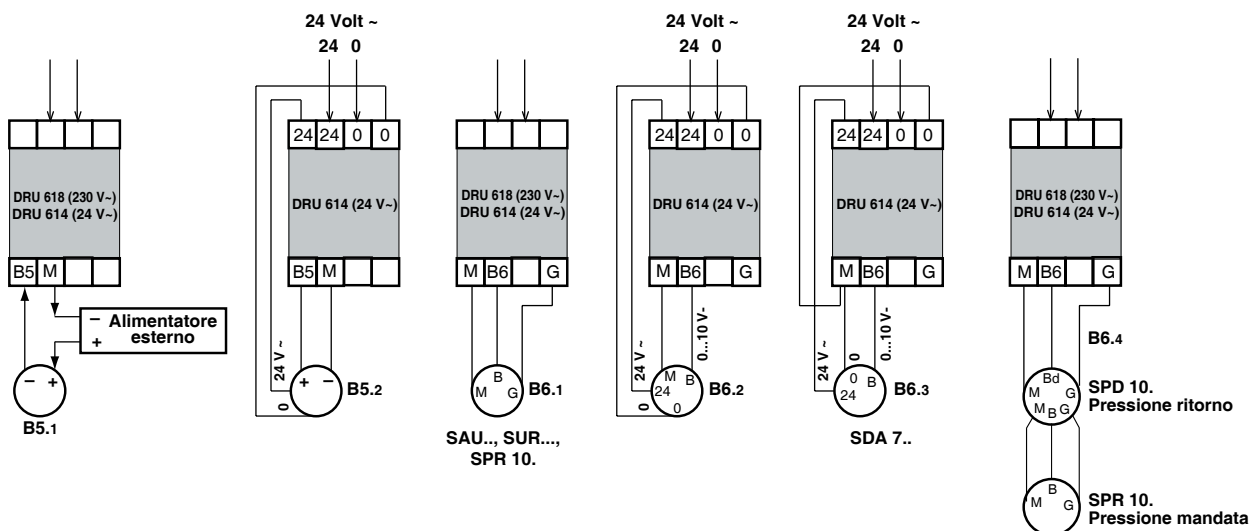 24 Volt ~
24 0
24 Volt ~
24 0
24 Volt ~
24 0
DRU 618 (230 V~)
DRU 614 (24 V~)
B5 M
– Alimentatore
+ esterno
– +
B5.1
24 24 0 0
DRU 614 (24 V~)
B5 M
24 V ~
0
+ –
B5.2
DRU 618 (230 V~)
DRU 614 (24 V~)
M B6 G
B
M G
B6.1
SAU.., SUR...,
SPR 10.
24 24 0 0
DRU 614 (24 V~)
M B6 G
24 V ~
0
0...10 V-
M B
24
0
B6.2
24 24 0 0
DRU 614 (24 V~)
M B6 G
24 V ~
0
0...10 V-
0 B
24
B6.3
SDA 7..
DRU 618 (230 V~)
DRU 614 (24 V~)
M B6 G
B6.4
Bd
M G
M B G
SPD 10.
Pressione ritorno
B
M G
SPR 10.
Pressione mandata